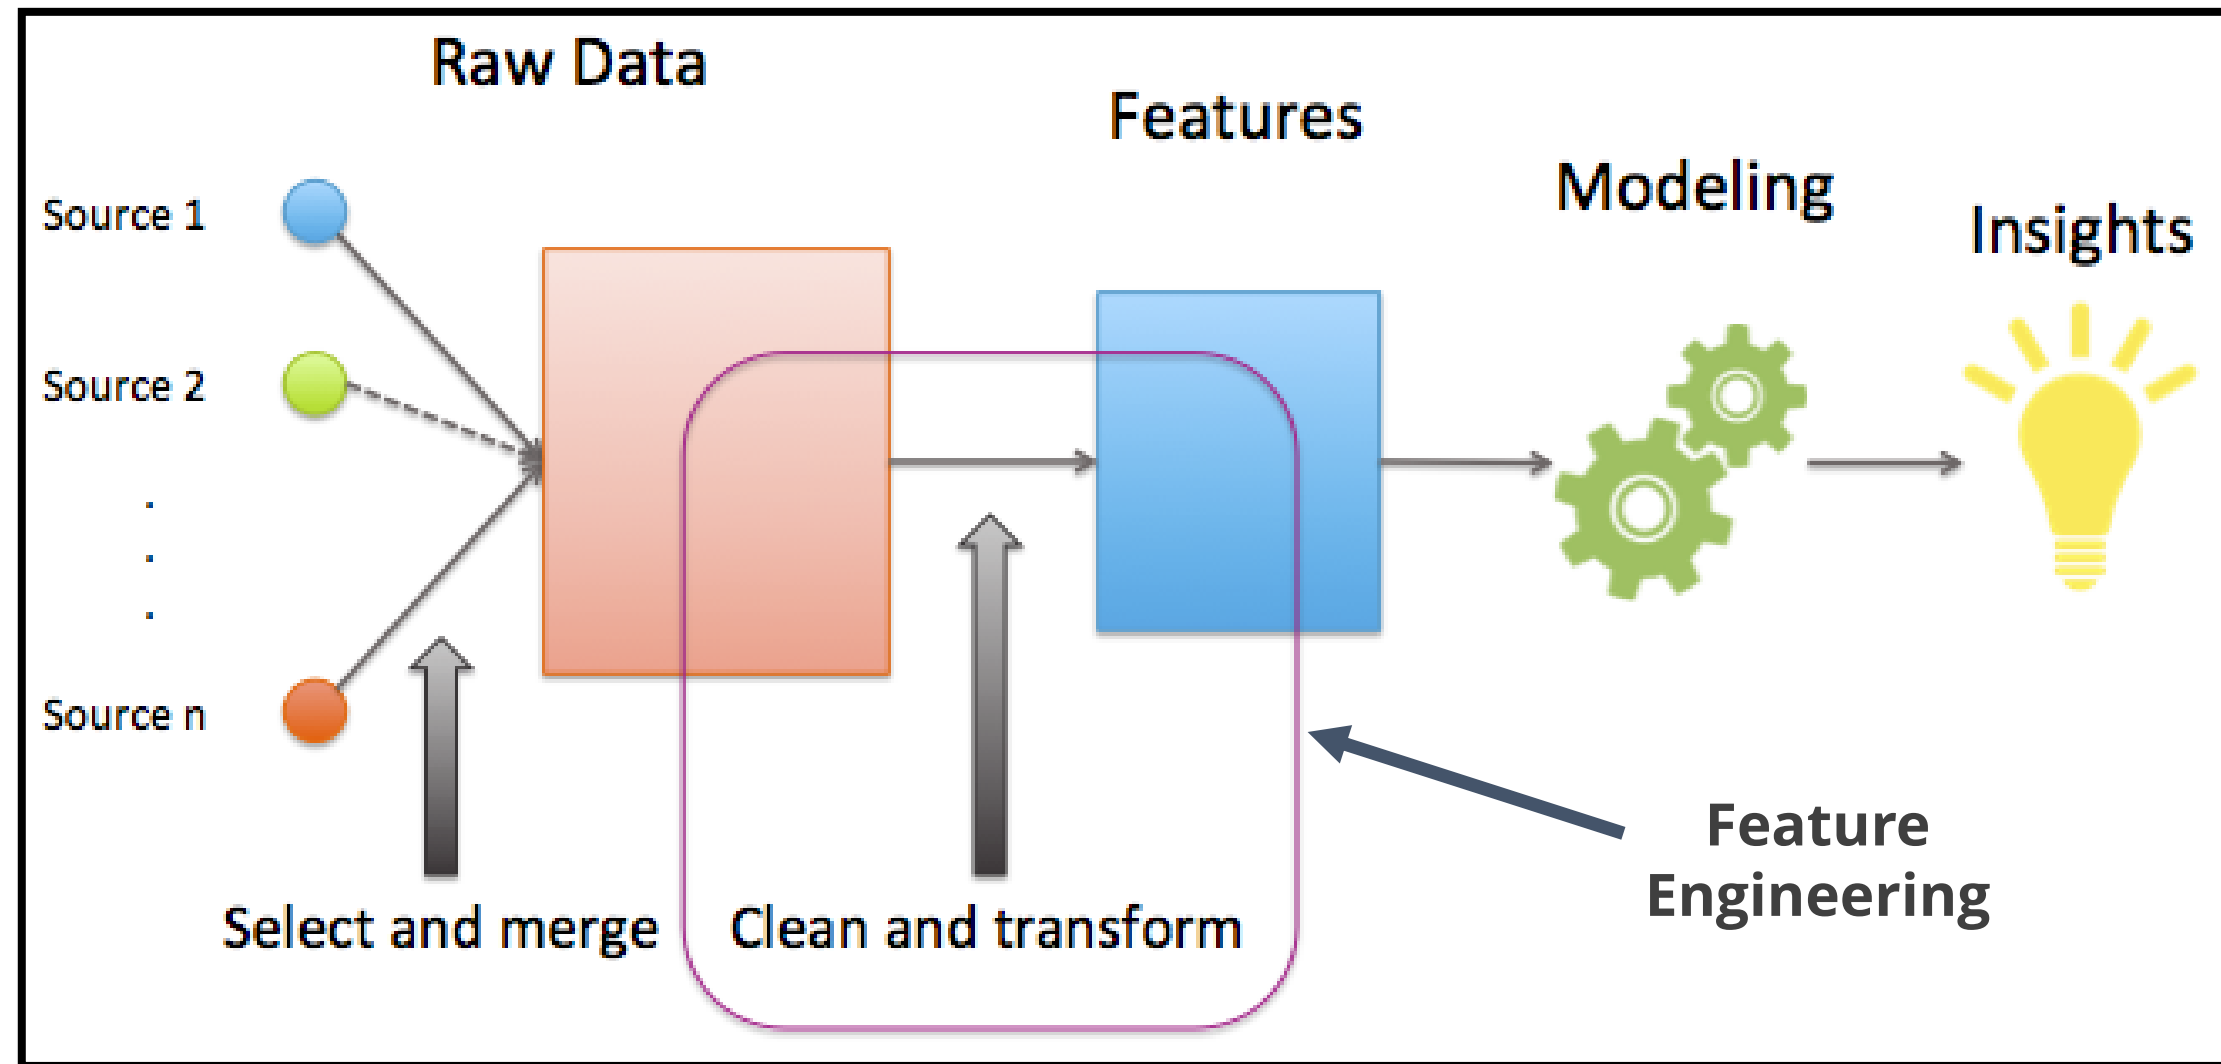 Raw Data
Features
Modeling
Insights
Source 1
Source 2
.
.
.
Source n
Select and merge
Clean and transform
Feature
Engineering